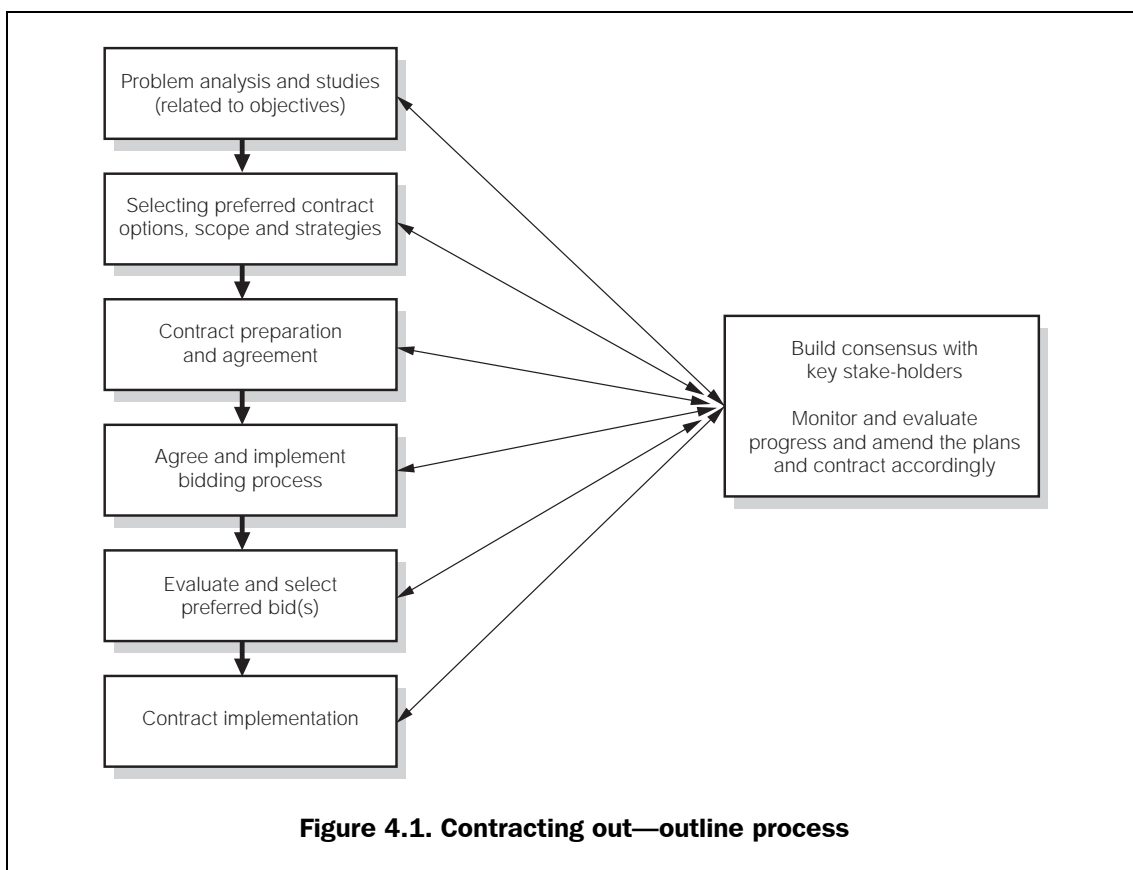 Problem analysis and studies
(related to objectives)
Selecting preferred contract
options, scope and strategies
Contract preparation
and agreement
Agree and implement
bidding process
Evaluate and select
preferred bid(s)
Contract implementation
Build consensus with
key stake-holders
Monitor and evaluate
progress and amend the plans
and contract accordingly
Figure 4.1. Contracting out—outline process